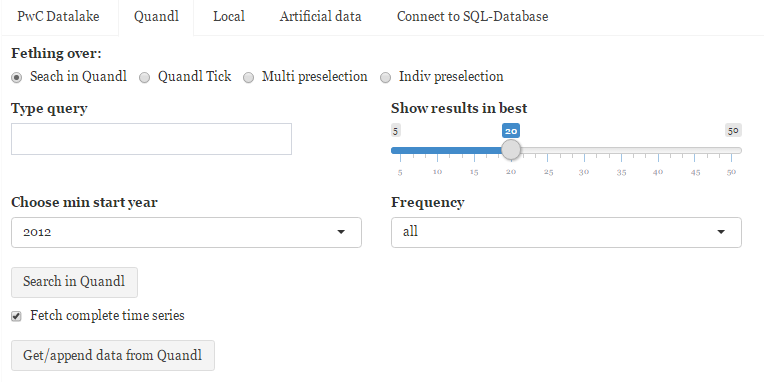 PwC Datalake Quandl Local Artificial data Connect to SQL-Database
Fething over:
Seach in Quandl Quandl Tick Multi preselection Indiv preselection
Type query Show results in best
5 20 50
5 10 15 20 25 30 35 40 45 50
Choose min start year Frequency
2012 all
Search in Quandl
Fetch complete time series
Get/append data from Quandl